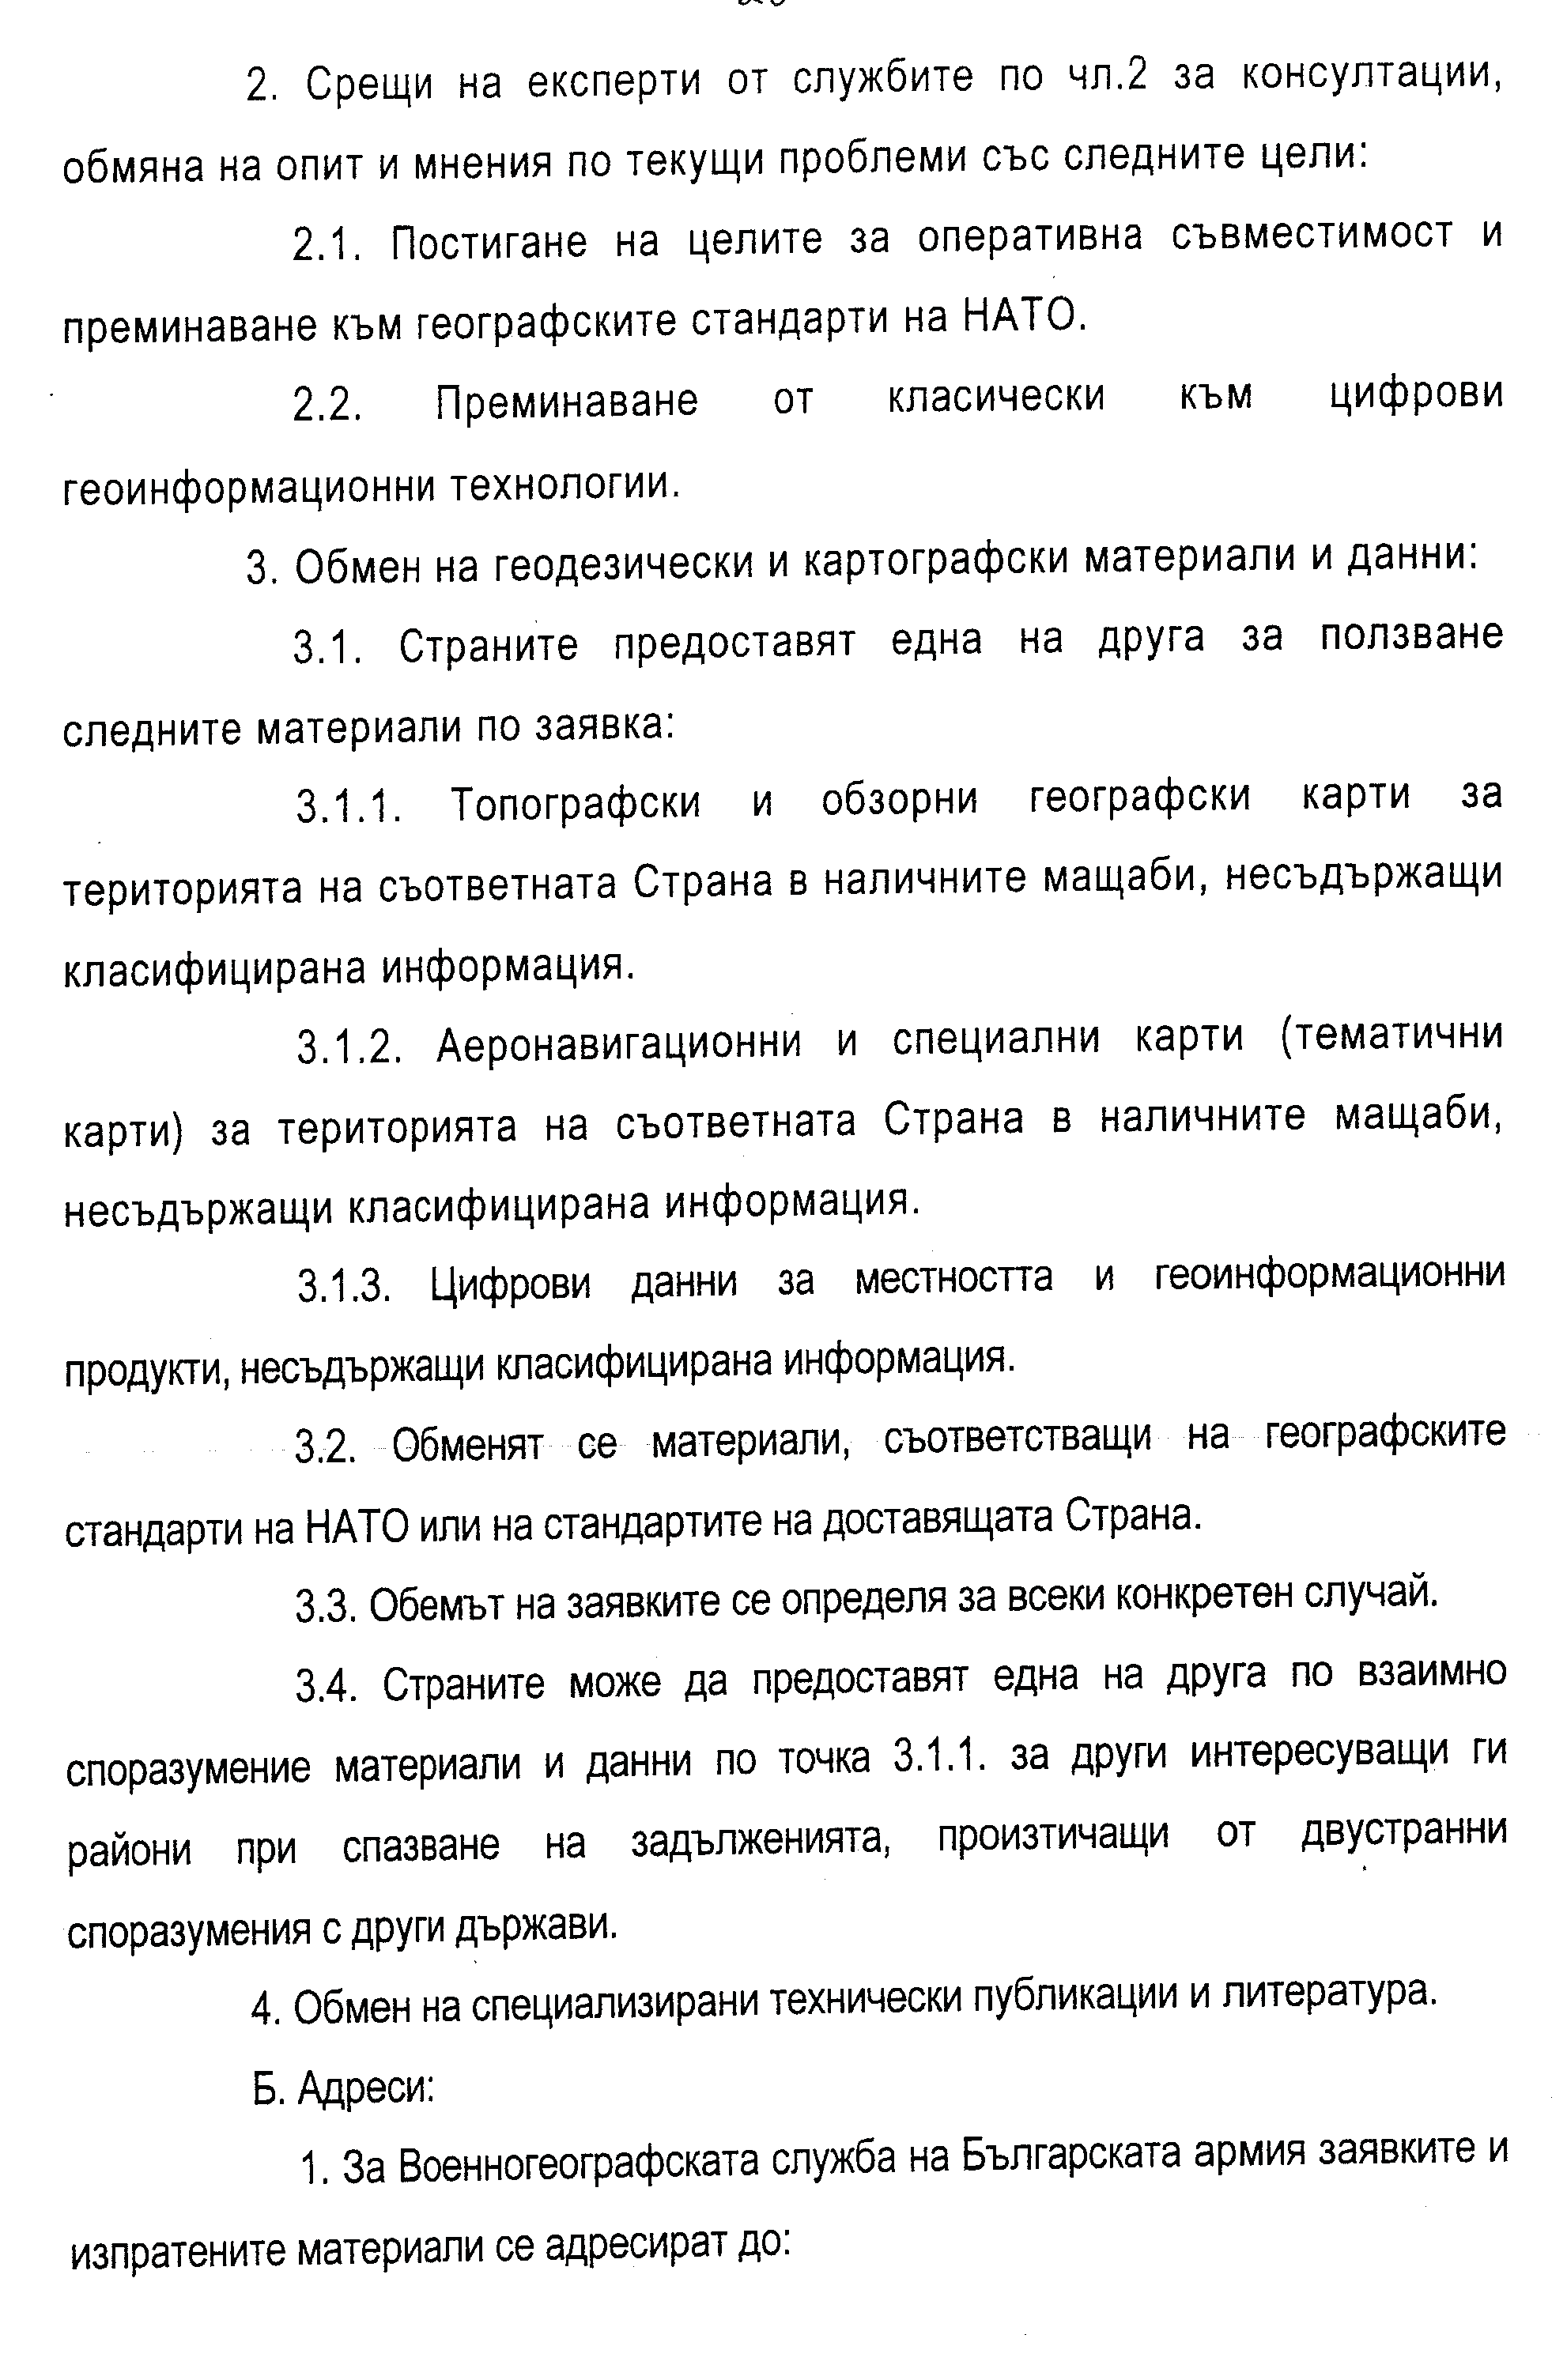 2. Срещи на експерти от службите по чл.2 за консултации,
обмяна на опит и мнения по текущи проблеми със следните цели:
2.1. Постигане на целите за оперативна съвместимост и
преминаване към географските стандарти на НАТО.
2.2. Преминаване от класически към цифрови
геоинформационни технологии.
3. Обмен на геодезически и картографски материали и данни:
3.1. Страните предоставят една на друга за ползване
следните материали по заявка:
3.1.1. Топографски и обзорни географски карти за
територията на съответната Страна в наличните мащаби, несъдържащи
класифицирана информация.
3.1.2. Аеронавигационни и специални карти (тематични
карти) за територията на съответната Страна в наличните мащаби,
несъдържащи класифицирана информация.
3.1.3. Цифрови данни за местността и геоинформационни
продукти, несъдържащи класифицирана информация.
3.2. Обменят се материали, съответстващи на географските
стандарти на НАТО или на стандартите на доставящата Страна.
3.3. Обемът на заявките се определя за всеки конкретен случай.
3.4. Страните може да предоставят една на друга по взаимно
споразумение материали и данни по точка 3.1.1. за други интересуващи ги
райони при спазване на задълженията, произтичащи от двустранни
споразумения с други държави.
4. Обмен на специализирани технически публикации и литература.
Б. Адреси:
1. За Военногеографската служба на Българската армия заявките и
изпратените материали се адресират до: